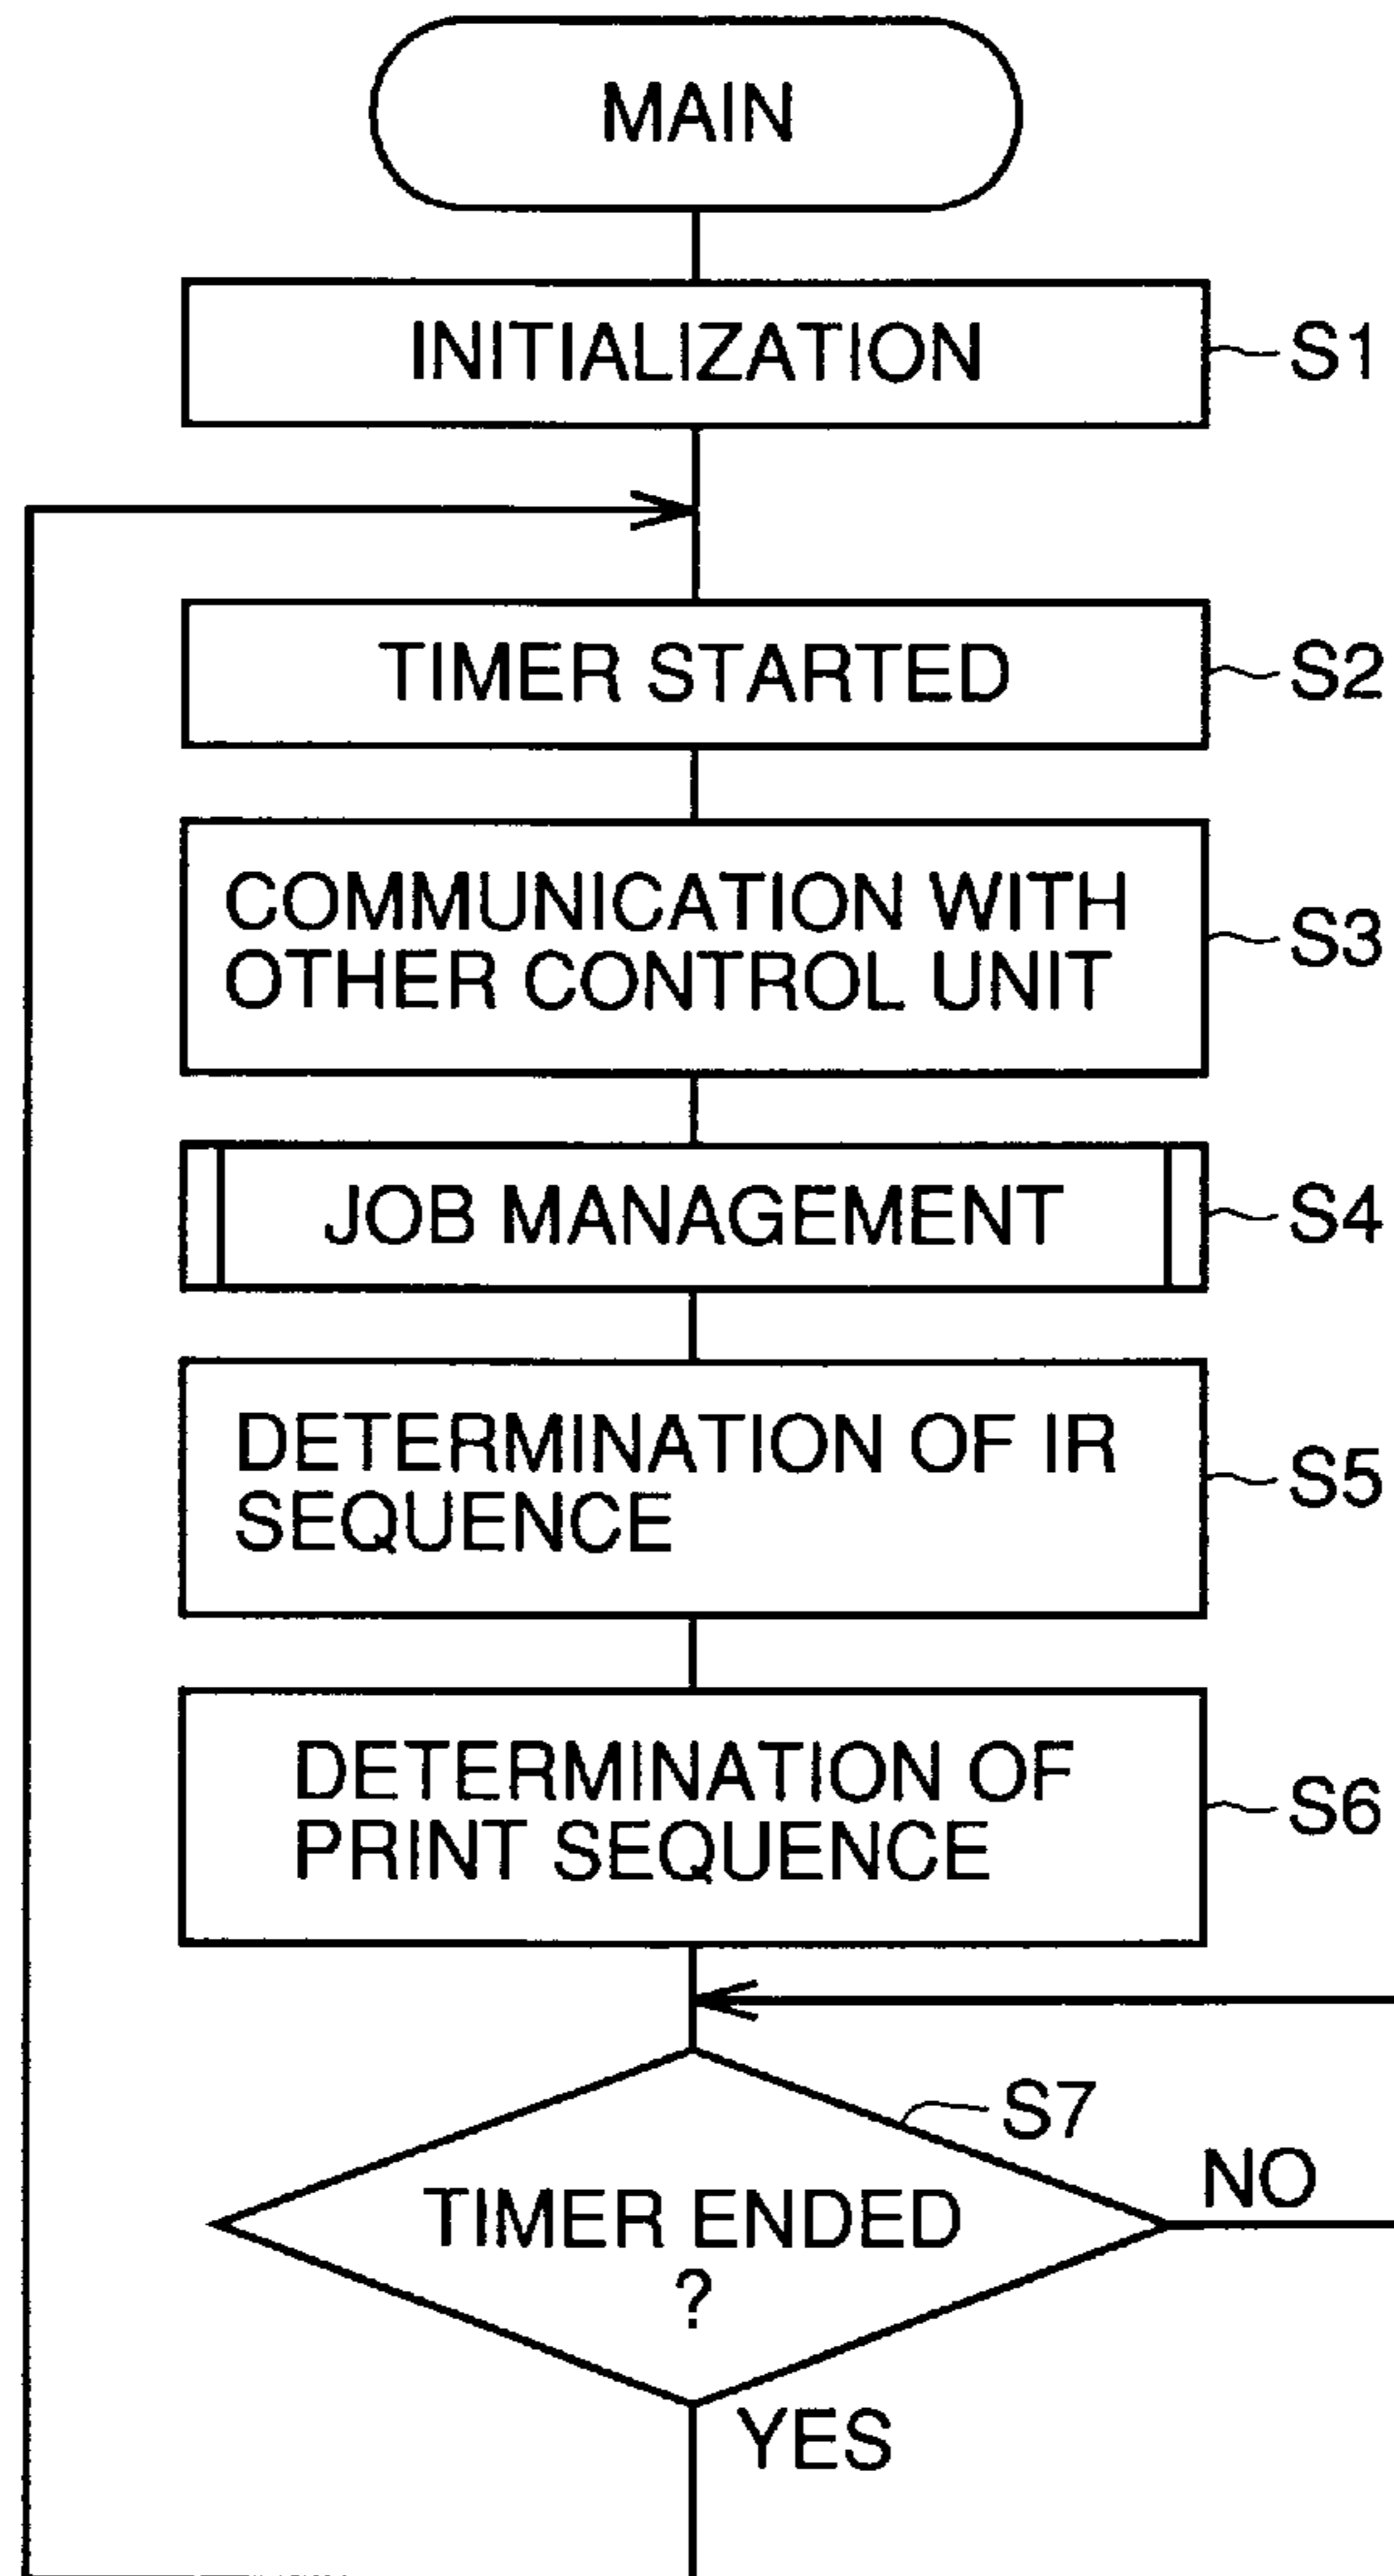 MAIN
INITIALIZATION
S1
TIMER STARTED
S2
COMMUNICATION WITH
OTHER CONTROL UNIT
S3
JOB MANAGEMENT
S4
DETERMINATION OF IR
SEQUENCE
S5
DETERMINATION OF
PRINT SEQUENCE
S6
S7
TIMER ENDED
?
NO
YES